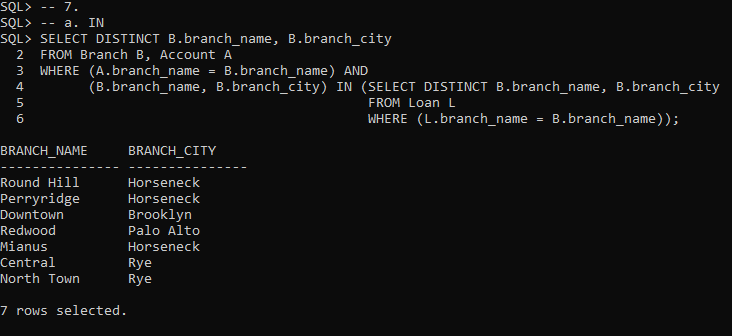 SQL> -- 7.
SQL> -- a. IN
SQL> SELECT DISTINCT B.branch_name, B.branch_city
  2  FROM Branch B, Account A
  3  WHERE (A.branch_name = B.branch_name) AND
  4        (B.branch_name, B.branch_city) IN (SELECT DISTINCT B.branch_name, B.branch_city
  5                                           FROM Loan L
  6                                           WHERE (L.branch_name = B.branch_name));
BRANCH_NAME     BRANCH_CITY
--------------- ---------------
Round Hill      Horseneck
Perryridge      Horseneck
Downtown        Brooklyn
Redwood         Palo Alto
Mianus          Horseneck
Central         Rye
North Town      Rye
7 rows selected.